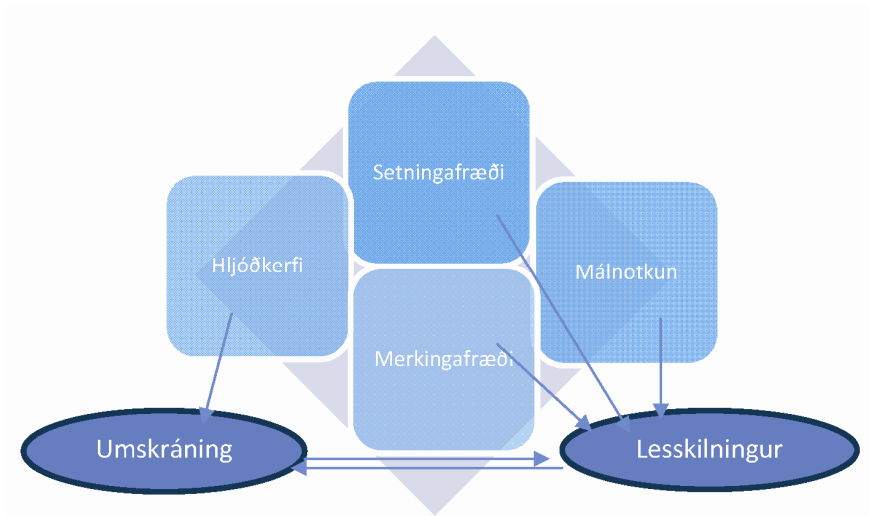 Setningafræði
Hljóðkerfi
Málnotkun
Merkingafræði
Umskráning
Lesskilningur